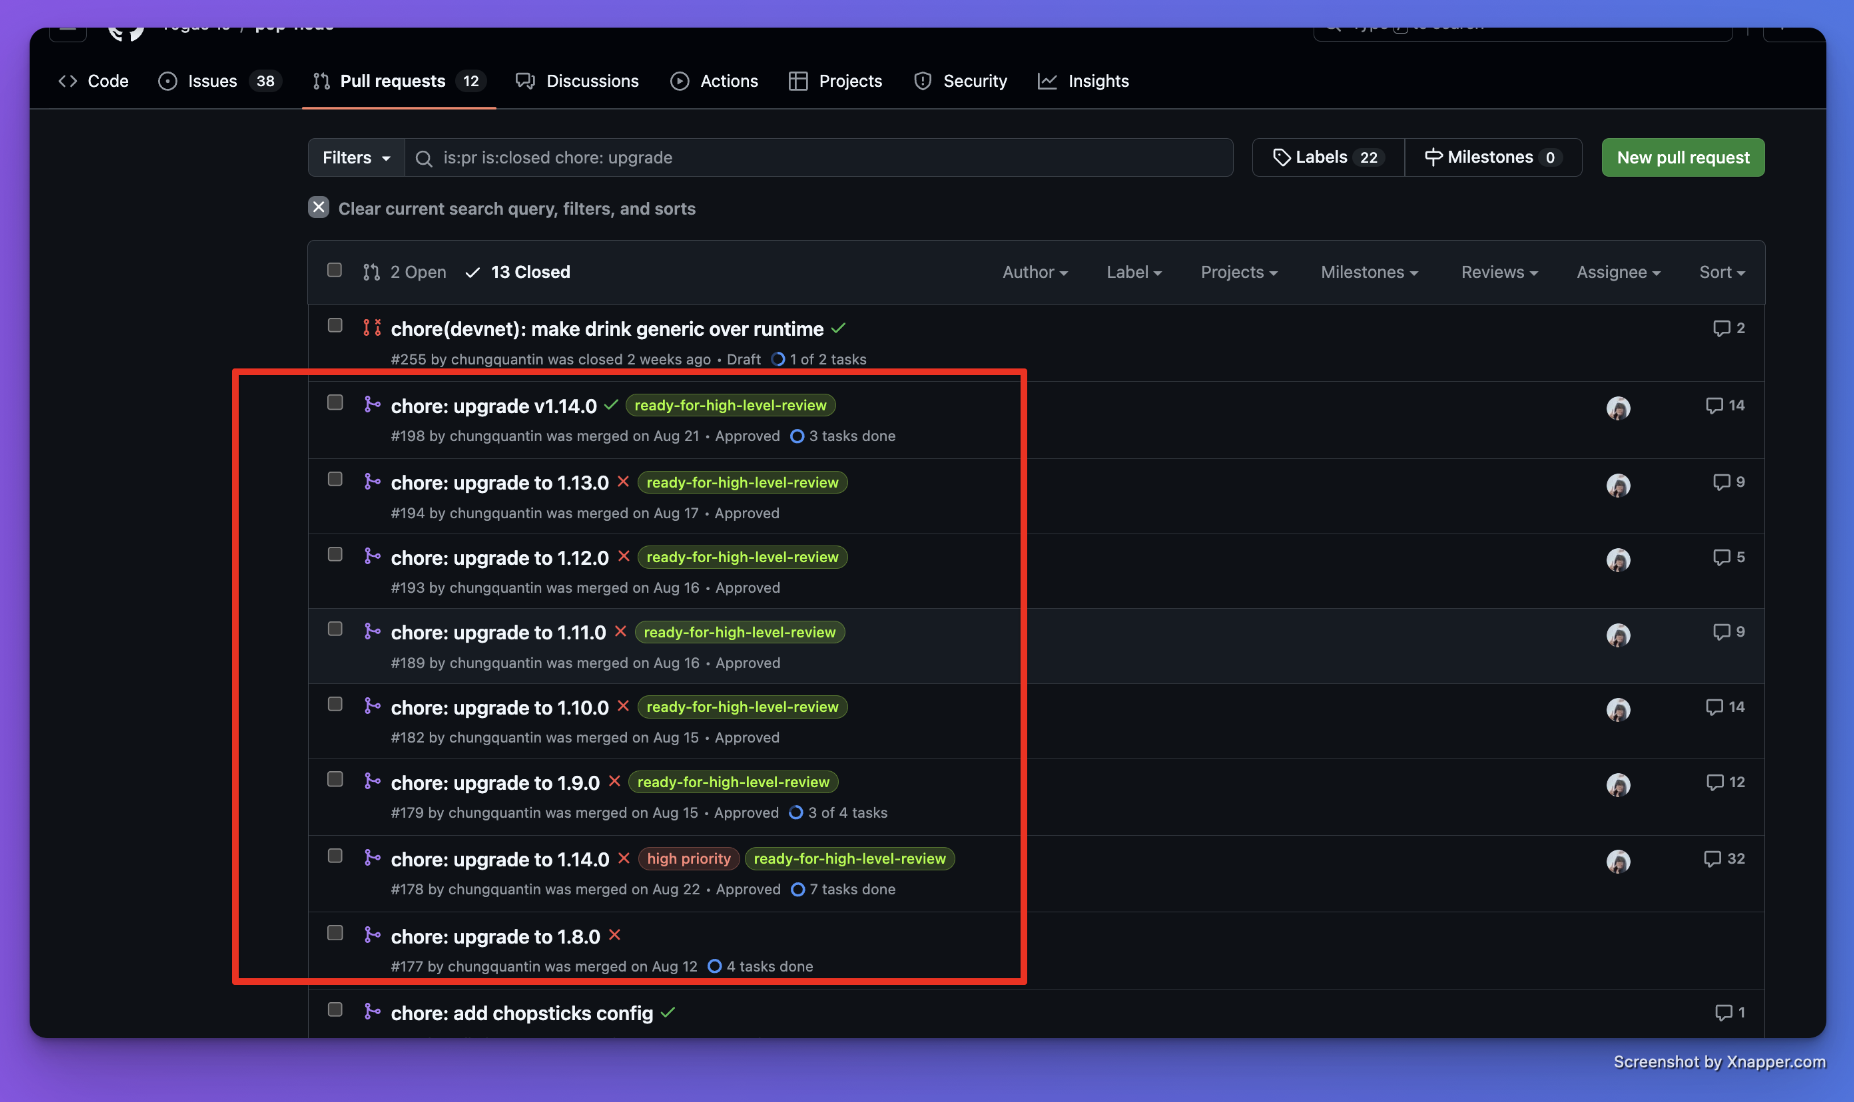 Code Issues 38 Pull requests 12 Discussions Actions Projects Security Insights
Filters is:pr is:closed chore: upgrade Labels 22 Milestones 0 New pull request
Clear current search query, filters, and sorts
2 Open 13 Closed Author Label Projects Milestones Reviews Assignee Sort
chore(devnet): make drink generic over runtime 2
#255 by chungquantin was closed 2 weeks ago • Draft 1 of 2 tasks
chore: upgrade v1.14.0 ready-for-high-level-review 14
#198 by chungquantin was merged on Aug 21 • Approved 3 tasks done
chore: upgrade to 1.13.0 ready-for-high-level-review 9
#194 by chungquantin was merged on Aug 17 • Approved
chore: upgrade to 1.12.0 ready-for-high-level-review 5
#193 by chungquantin was merged on Aug 16 • Approved
chore: upgrade to 1.11.0 ready-for-high-level-review 9
#189 by chungquantin was merged on Aug 16 • Approved
chore: upgrade to 1.10.0 ready-for-high-level-review 14
#182 by chungquantin was merged on Aug 15 • Approved
chore: upgrade to 1.9.0 ready-for-high-level-review 12
#179 by chungquantin was merged on Aug 15 • Approved 3 of 4 tasks
chore: upgrade to 1.14.0 high priority ready-for-high-level-review 32
#178 by chungquantin was merged on Aug 22 • Approved 7 tasks done
chore: upgrade to 1.8.0
#177 by chungquantin was merged on Aug 12 4 tasks done
chore: add chopsticks config 1
Screenshot by Xnapper.com